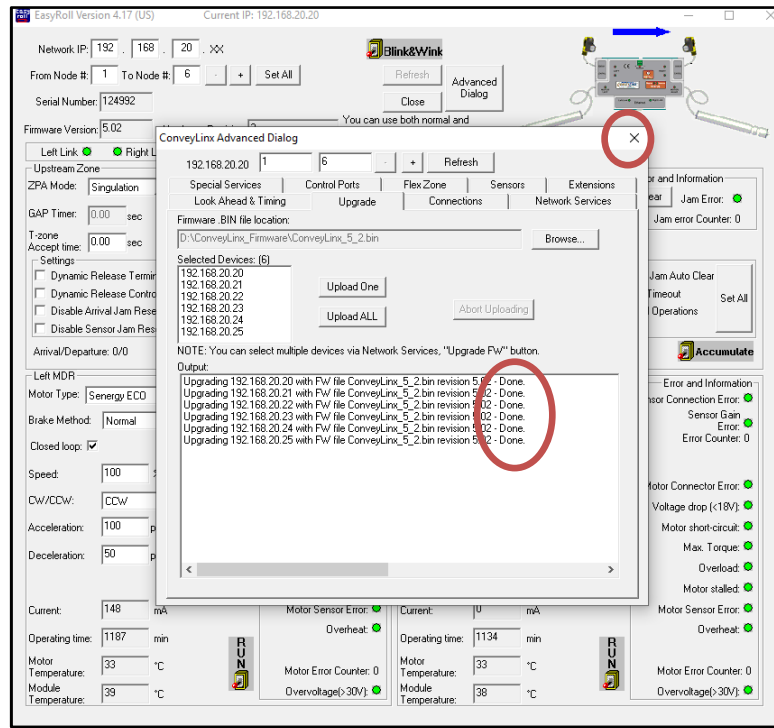 EasyRoll Version 4.17 (US) Current IP: 192.168.20.20
Network IP: 192 . 168 . 20 . XX
Blink&Wink
From Node #: 1 To Node #: 6 - + Set All
Refresh
Advanced Dialog
Serial Number: 124992
Close
You can use both normal and
Firmware Version: 5.02
Left Link Right L
ConveyLinx Advanced Dialog
192.168.20.20 1 6 - + Refresh
Special Services Control Ports Flex Zone Sensors Extensions
Look Ahead & Timing Upgrade Connections Network Services
Firmware .BIN file location:
D:\ConveyLinx_Firmware\ConveyLinx_5_2.bin Browse...
Selected Devices: (6)
192.168.20.20
192.168.20.21
192.168.20.22
192.168.20.23
192.168.20.24
192.168.20.25
Upload One
Upload ALL
Abort Uploading
NOTE: You can select multiple devices via Network Services, "Upgrade FW" button.
Output:
Upgrading 192.168.20.20 with FW file ConveyLinx_5_2.bin revision 5.02 - Done.
Upgrading 192.168.20.21 with FW file ConveyLinx_5_2.bin revision 5.02 - Done.
Upgrading 192.168.20.22 with FW file ConveyLinx_5_2.bin revision 5.02 - Done.
Upgrading 192.168.20.23 with FW file ConveyLinx_5_2.bin revision 5.02 - Done.
Upgrading 192.168.20.24 with FW file ConveyLinx_5_2.bin revision 5.02 - Done.
Upgrading 192.168.20.25 with FW file ConveyLinx_5_2.bin revision 5.02 - Done.
Upstream Zone
ZPA Mode: Singulation
GAP Timer: 0.00 sec
T-zone
Accept time: 0.00 sec
Settings
Dynamic Release Termin
Dynamic Release Contro
Disable Arrival Jam Rese
Disable Sensor Jam Res
Arrival/Departure: 0/0
or and Information
ear Jam Error:
Jam error Counter: 0
Jam Auto Clear
Timeout
Operations
Set All
Accumulate
Left MDR
Motor Type: Senergy ECO
Brake Method: Normal
Closed loop:
Speed: 100
CW/CCW: CCW
Acceleration: 100 p
Deceleration: 50 p
Error and Information
sor Connection Error:
Sensor Gain
Error:
Error Counter: 0
Motor Connector Error:
Voltage drop (<18V):
Motor short-circuit:
Max. Torque:
Overload:
Motor stalled:
Current: 148 mA Motor Sensor Error: Current: 0 mA Motor Sensor Error:
Overheat: Overheat:
Operating time: 1187 min RUN Operating time: 1134 min RUN
Motor
Temperature: 33 °C Motor Error Counter: 0 Motor
Temperature: 33 °C Motor Error Counter: 0
Module
Temperature: 39 °C Overvoltage(>30V): Module
Temperature: 38 °C Overvoltage(>30V):